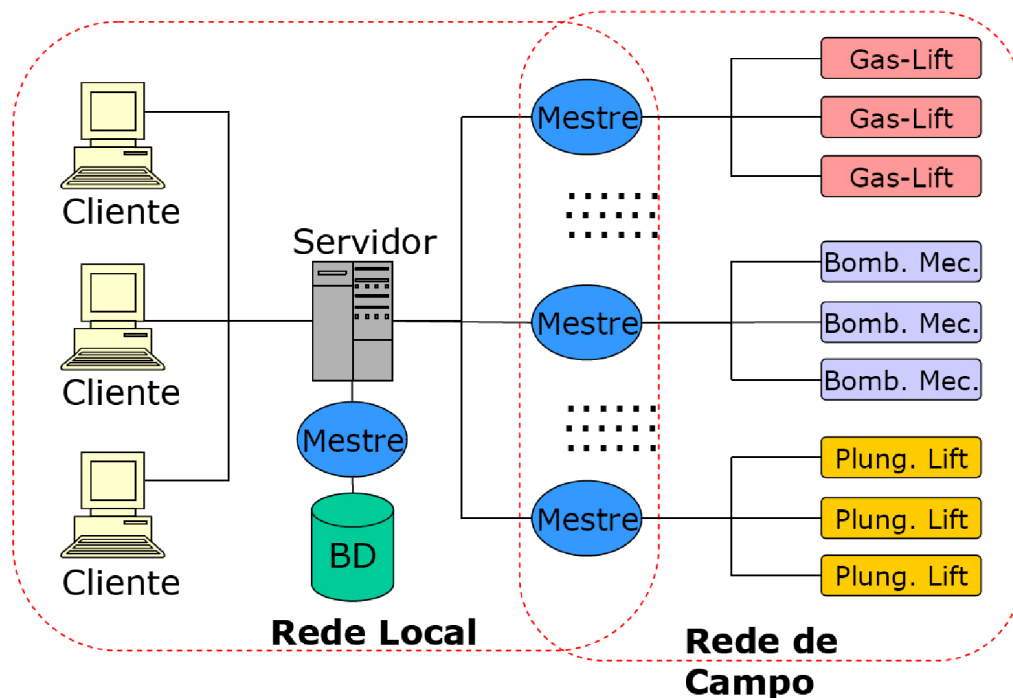 Gas-Lift
Mestre
Gas-Lift
Gas-Lift
Cliente
Servidor
Bomb. Mec.
Mestre
Bomb. Mec.
Bomb. Mec.
Cliente
Mestre
Plung. Lift
Mestre
Plung. Lift
BD
Plung. Lift
Cliente
Rede Local
Rede de
Campo